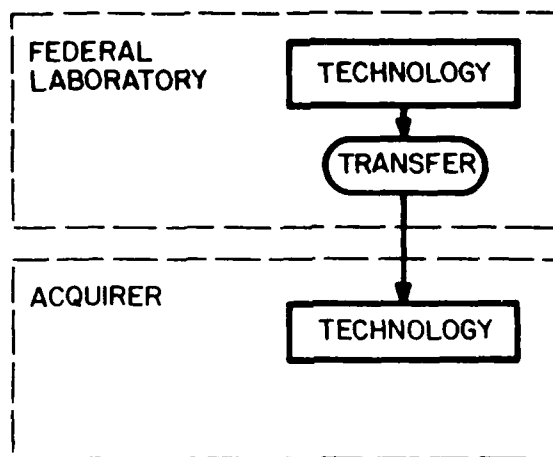 FEDERAL
LABORATORY
TECHNOLOGY
TRANSFER
ACQUIRER
TECHNOLOGY